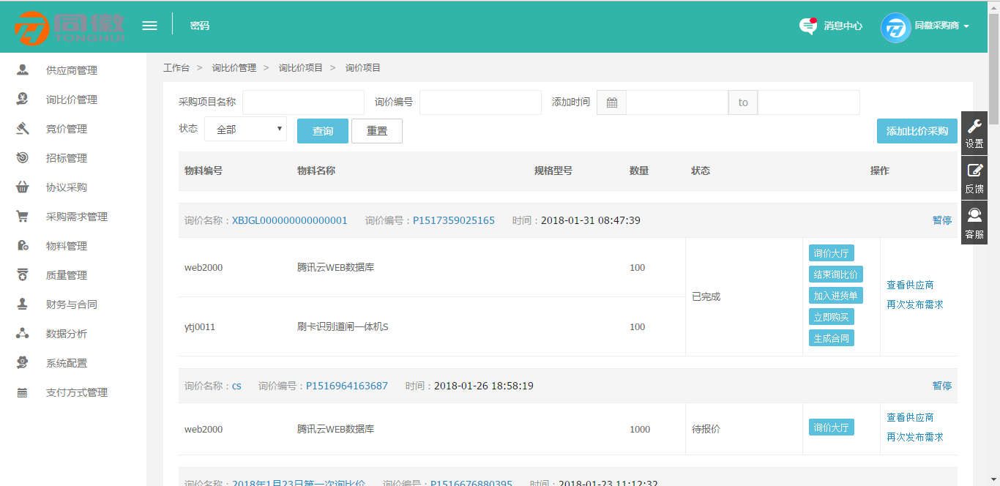 同徽
TONGHUI
密码
消息中心
同徽采购商
供应商管理
询比价管理
竞价管理
招标管理
协议采购
采购需求管理
物料管理
质量管理
财务与合同
数据分析
系统配置
支付方式管理
工作台 > 询比价管理 > 询比价项目 > 询价项目
采购项目名称 询价编号 添加时间 to
状态 全部 查询 重置 添加比价采购
设置
反馈
客服
物料编号 物料名称 规格型号 数量 状态 操作
询价名称：XBJGL000000000000001 询价编号：P1517359025165 时间：2018-01-31 08:47:39 暂停
web2000 腾讯云WEB数据库 100
ytj0011 刷卡识别道闸一体机S 100
已完成
询价大厅
结束询比价
加入进货单
立即购买
生成合同
查看供应商
再次发布需求
询价名称：cs 询价编号：P1516964163687 时间：2018-01-26 18:58:19 暂停
web2000 腾讯云WEB数据库 1000 待报价 询价大厅
查看供应商
再次发布需求
询价名称：2018年1月23日第一次询比价 询价编号：P1516676880395 时间：2018-01-23 11:12:32